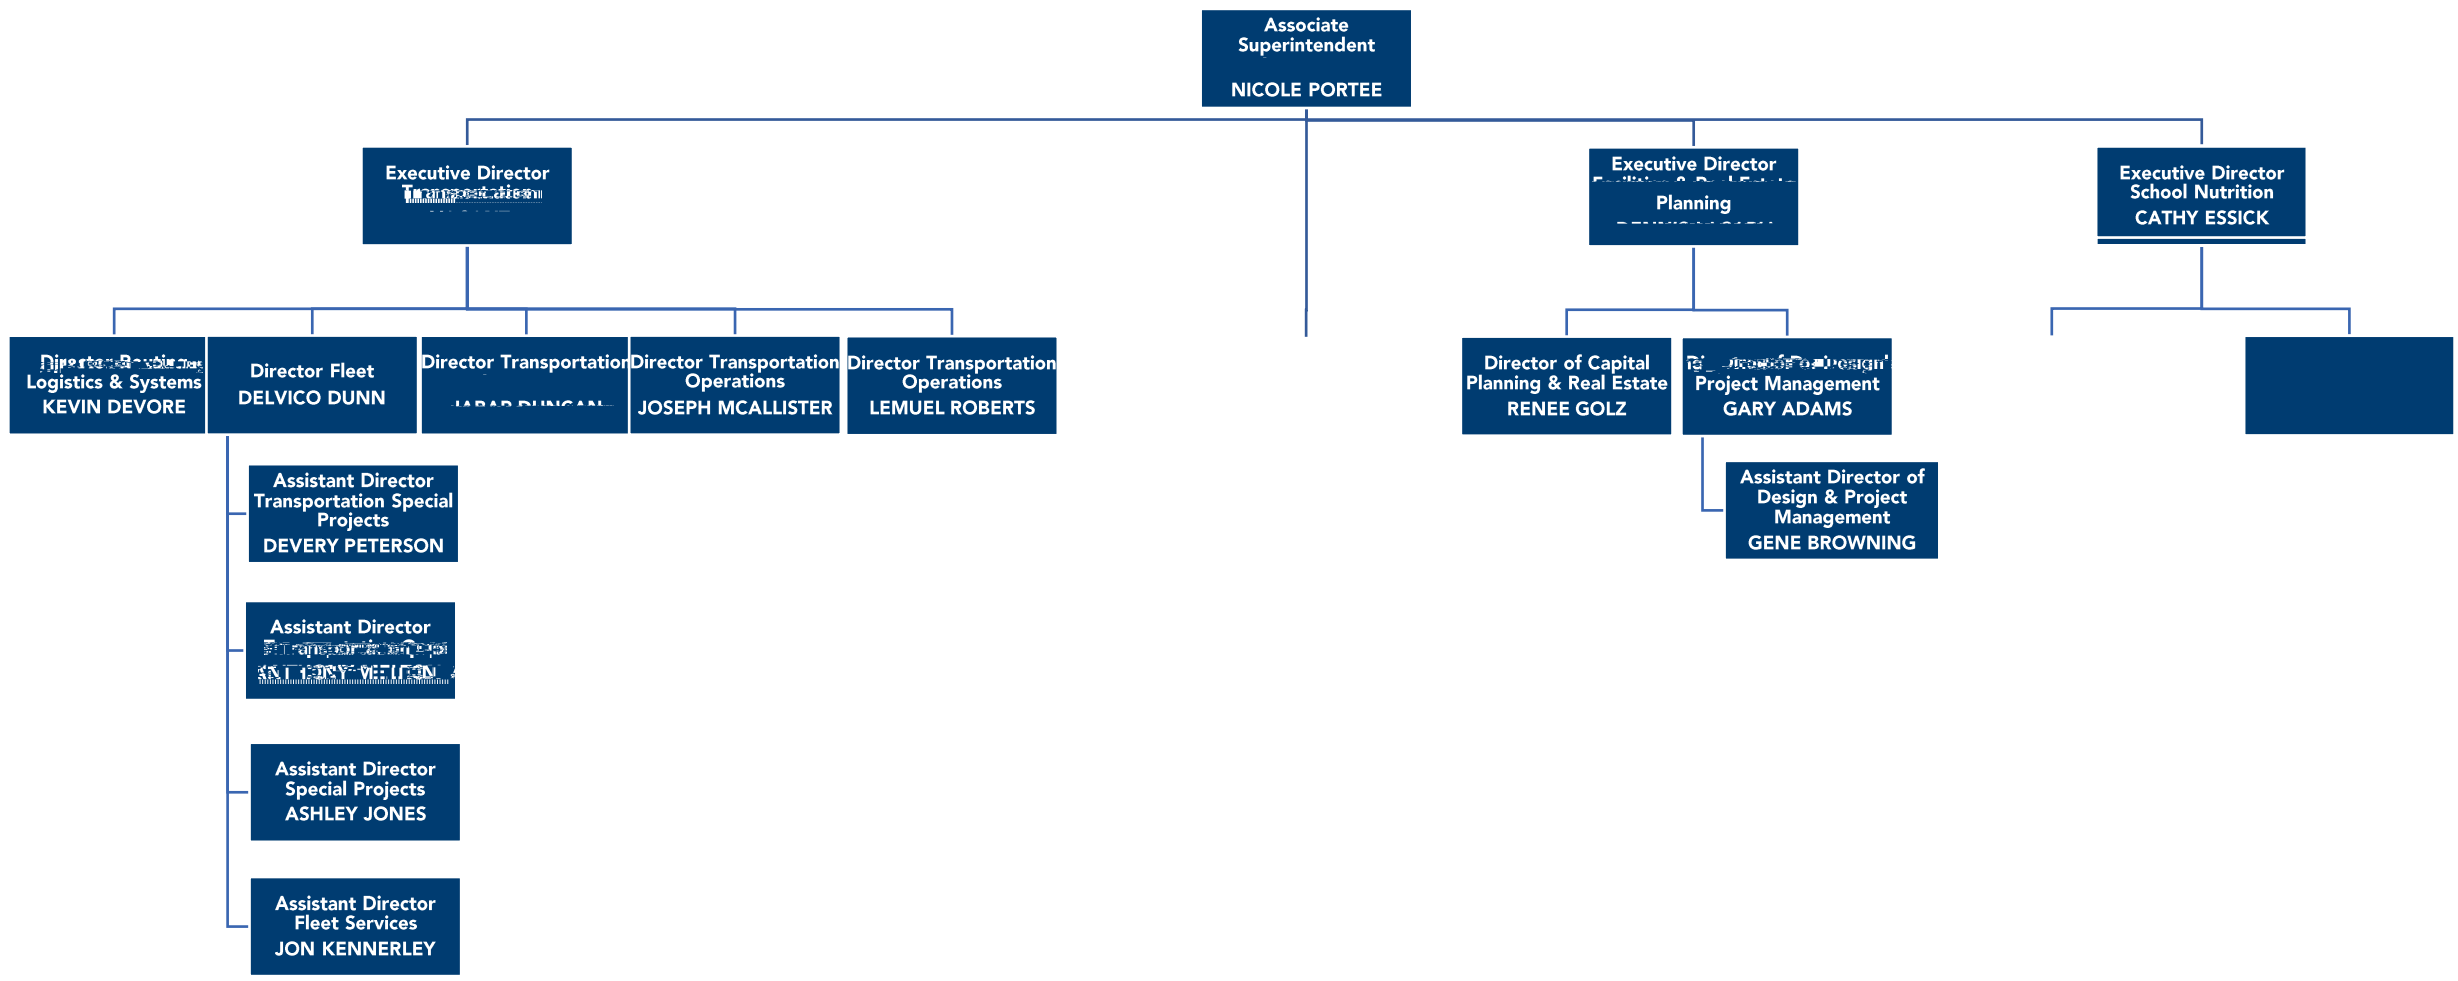 Associate
Superintendent
NICOLE PORTEE
Executive Director
Transportation
Executive Director
Planning
Executive Director
School Nutrition
CATHY ESSICK
Director
Logistics & Systems
KEVIN DEVORE
Director Fleet
DELVICO DUNN
Director Transportation
Director Transportation
Operations
JOSEPH MCALLISTER
Director Transportation
Operations
LEMUEL ROBERTS
Director of Capital
Planning & Real Estate
RENEE GOLZ
Project Management
GARY ADAMS
Assistant Director
Transportation Special
Projects
DEVERY PETERSON
Assistant Director of
Design & Project
Management
GENE BROWNING
Assistant Director
Assistant Director
Special Projects
ASHLEY JONES
Assistant Director
Fleet Services
JON KENNERLEY